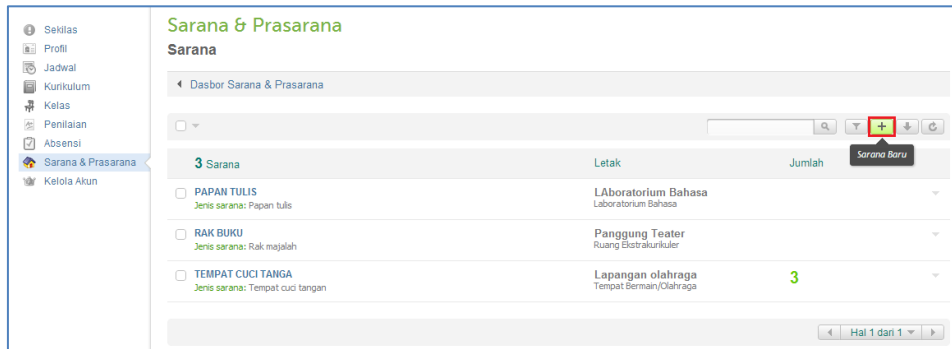 Sekilas
Profil
Jadwal
Kurikulum
Kelas
Penilaian
Absensi
Sarana & Prasarana
Kelola Akun
Sarana & Prasarana
Sarana
Dasbor Sarana & Prasarana
Sarana Baru
3 Sarana Letak Jumlah
PAPAN TULIS LAboratorium Bahasa
Jenis sarana: Papan tulis Laboratorium Bahasa
RAK BUKU Panggung Teater
Jenis sarana: Rak majalah Ruang Ekstrakurikuler
TEMPAT CUCI TANGA Lapangan olahraga 3
Jenis sarana: Tempat cuci tangan Tempat Bermain/Olahraga
Hal 1 dari 1